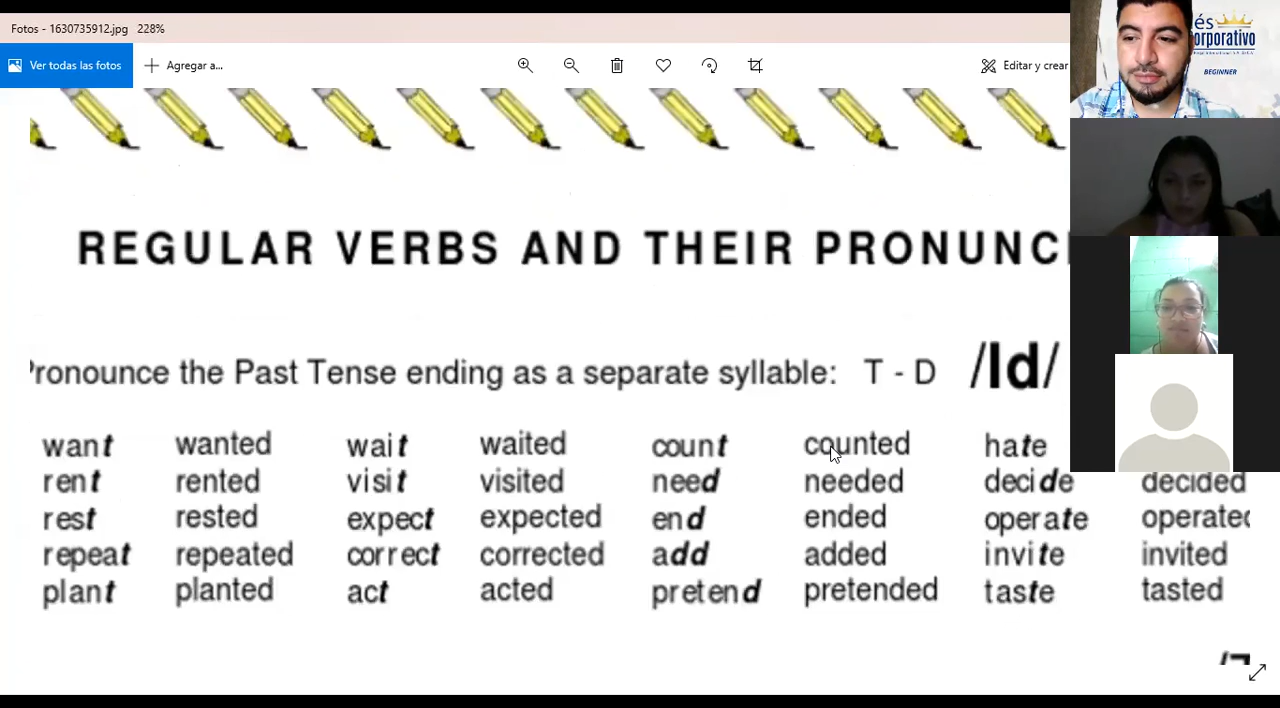 Fotos - 1630735912.jpg 228%
Ver todas las fotos Agregar a... Editar y crear
orporativo
BEGINNER
REGULAR VERBS AND THEIR PRONUNC
Pronounce the Past Tense ending as a separate syllable: T - D /Id/
want wanted wait waited count counted hate
rent rented visit visited need needed decide decided
rest rested expect expected end ended operate operated
repeat repeated correct corrected add added invite invited
plant planted act acted pretend pretended taste tasted